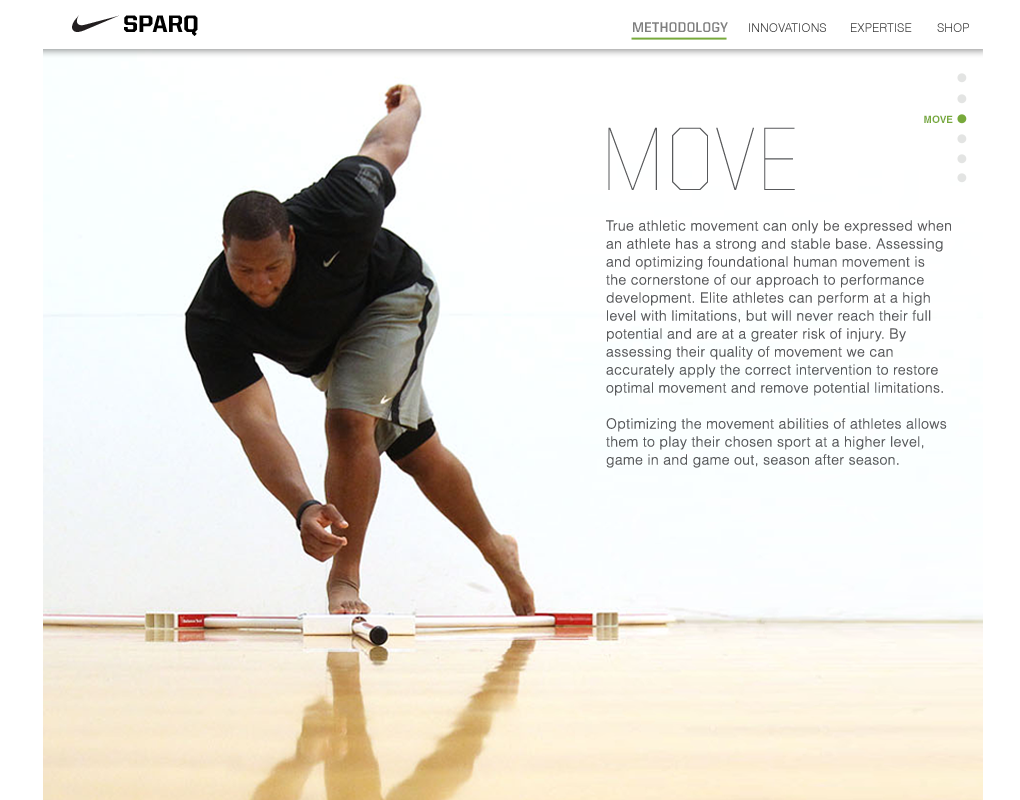 SPARQ
METHODOLOGY INNOVATIONS EXPERTISE SHOP
MOVE
MOVE
True athletic movement can only be expressed when
an athlete has a strong and stable base. Assessing
and optimizing foundational human movement is
the cornerstone of our approach to performance
development. Elite athletes can perform at a high
level with limitations, but will never reach their full
potential and are at a greater risk of injury. By
assessing their quality of movement we can
accurately apply the correct intervention to restore
optimal movement and remove potential limitations.
Optimizing the movement abilities of athletes allows
them to play their chosen sport at a higher level,
game in and game out, season after season.